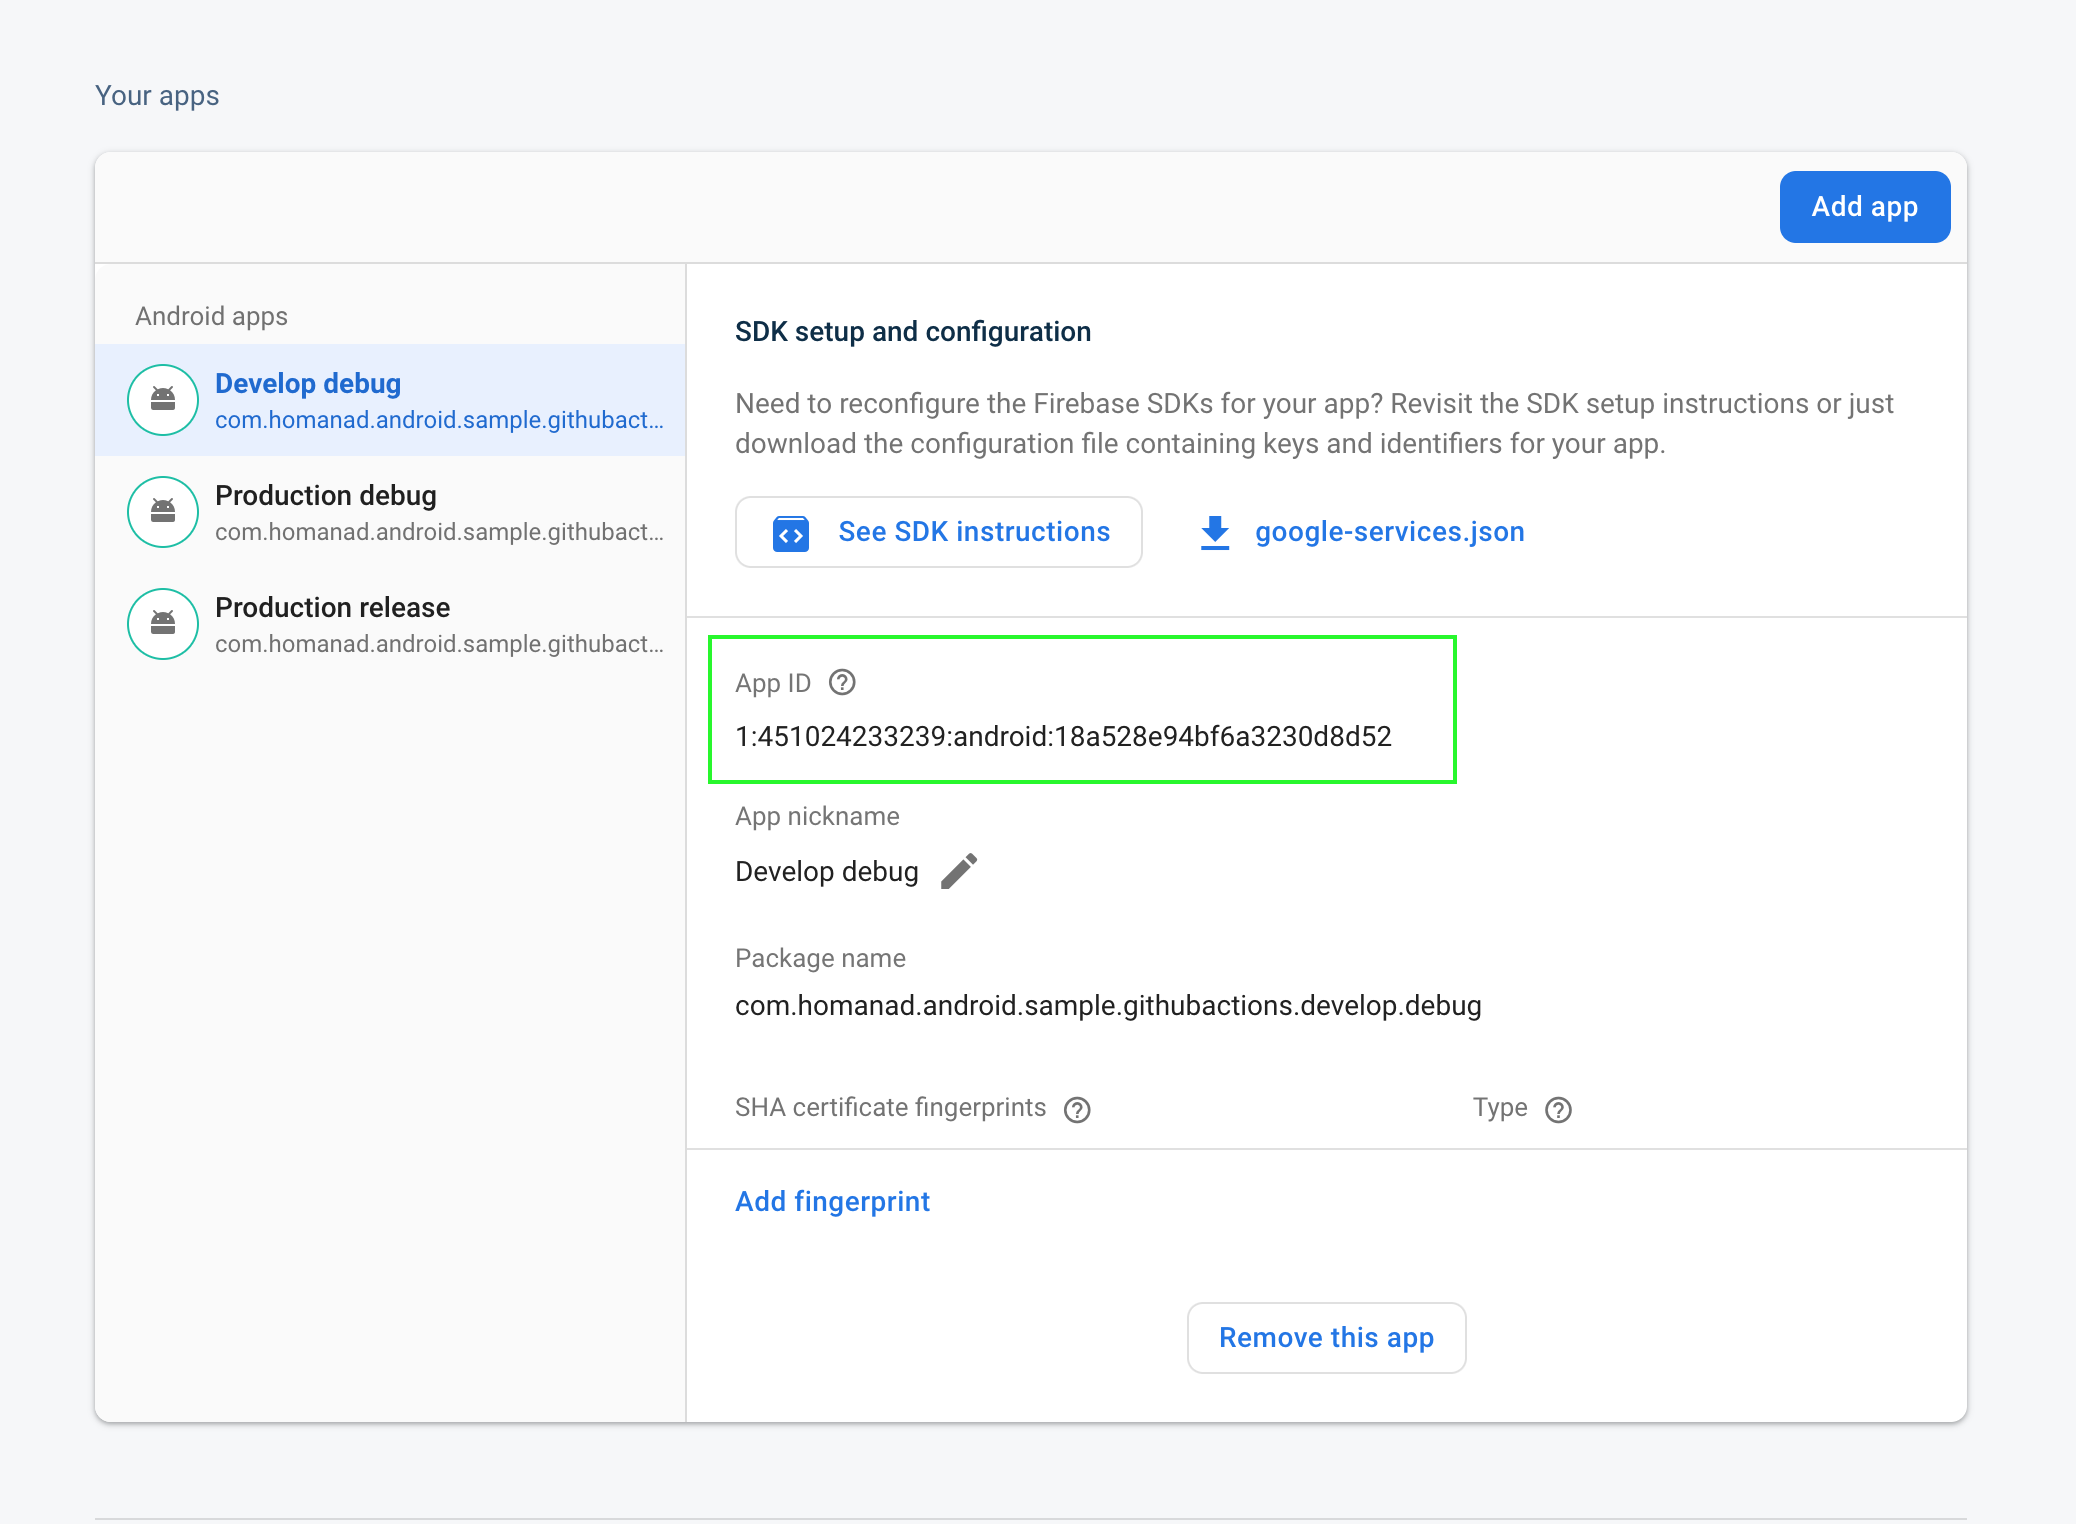 Your apps
Add app
Android apps
Develop debug
com.homanad.android.sample.githubact...
Production debug
com.homanad.android.sample.githubact...
Production release
com.homanad.android.sample.githubact...
SDK setup and configuration
Need to reconfigure the Firebase SDKs for your app? Revisit the SDK setup instructions or just
download the configuration file containing keys and identifiers for your app.
See SDK instructions
google-services.json
App ID
1:451024233239:android:18a528e94bf6a3230d8d52
App nickname
Develop debug
Package name
com.homanad.android.sample.githubactions.develop.debug
SHA certificate fingerprints
Type
Add fingerprint
Remove this app